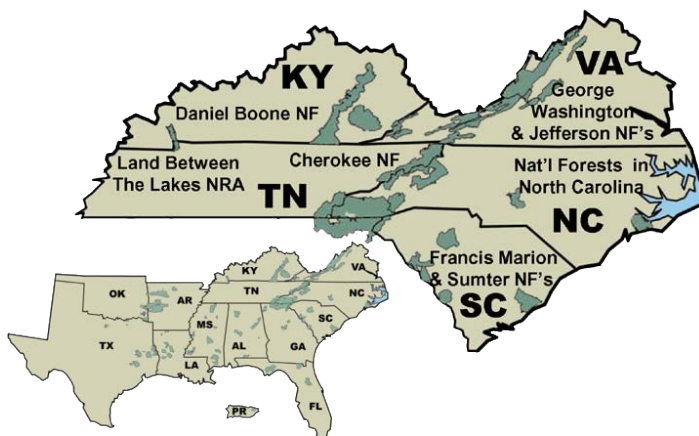 KY
VA
Daniel Boone NF
George
Washington
& Jefferson NF's
Land Between
The Lakes NRA
Cherokee NF
Nat'l Forests in
North Carolina
TN
NC
Francis Marion
& Sumter NF's
SC
KY
VA
OK
AR
TN
NC
MS
SC
TX
AL
GA
LA
FL
PR